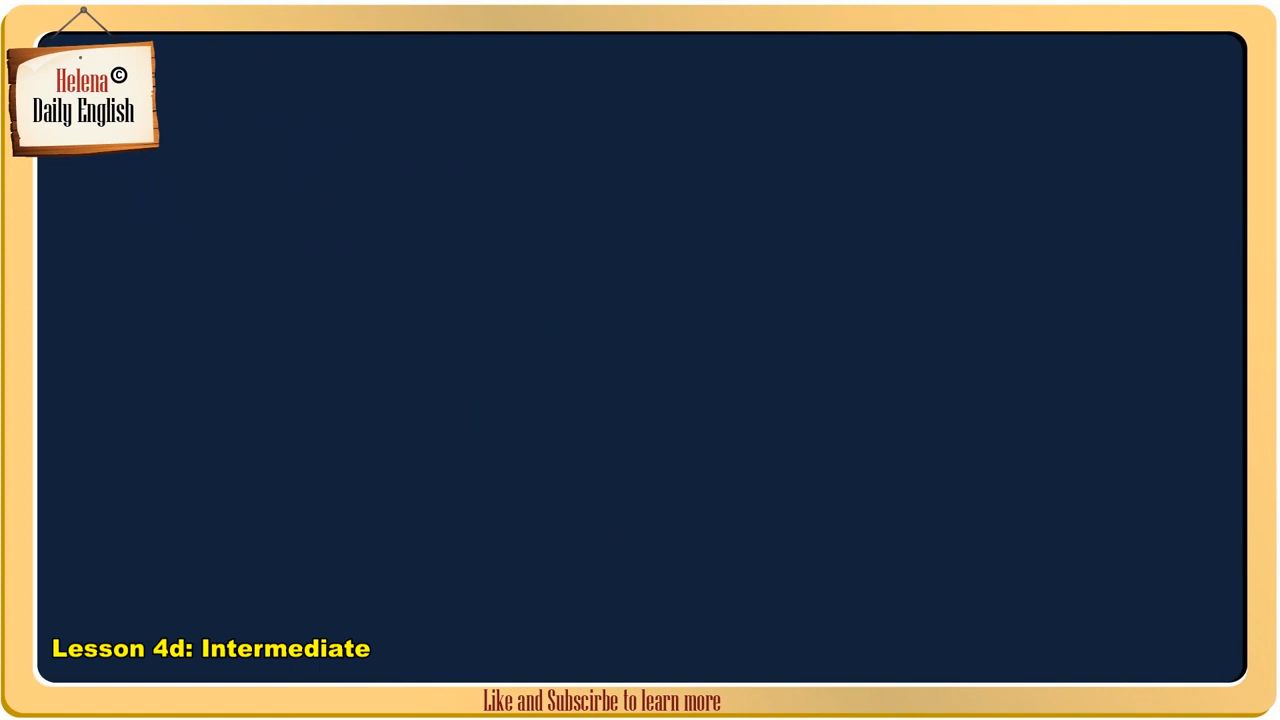 Helena©
Daily English
Lesson 4d: Intermediate
Like and Subscirbe to learn more